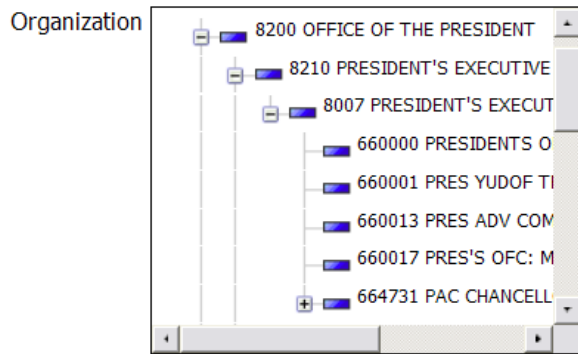 Organization
8200 OFFICE OF THE PRESIDENT
8210 PRESIDENT'S EXECUTIVE
8007 PRESIDENT'S EXECUT
660000 PRESIDENTS O
660001 PRES YUDOF T
660013 PRES ADV COM
660017 PRES'S OFC: M
664731 PAC CHANCELL